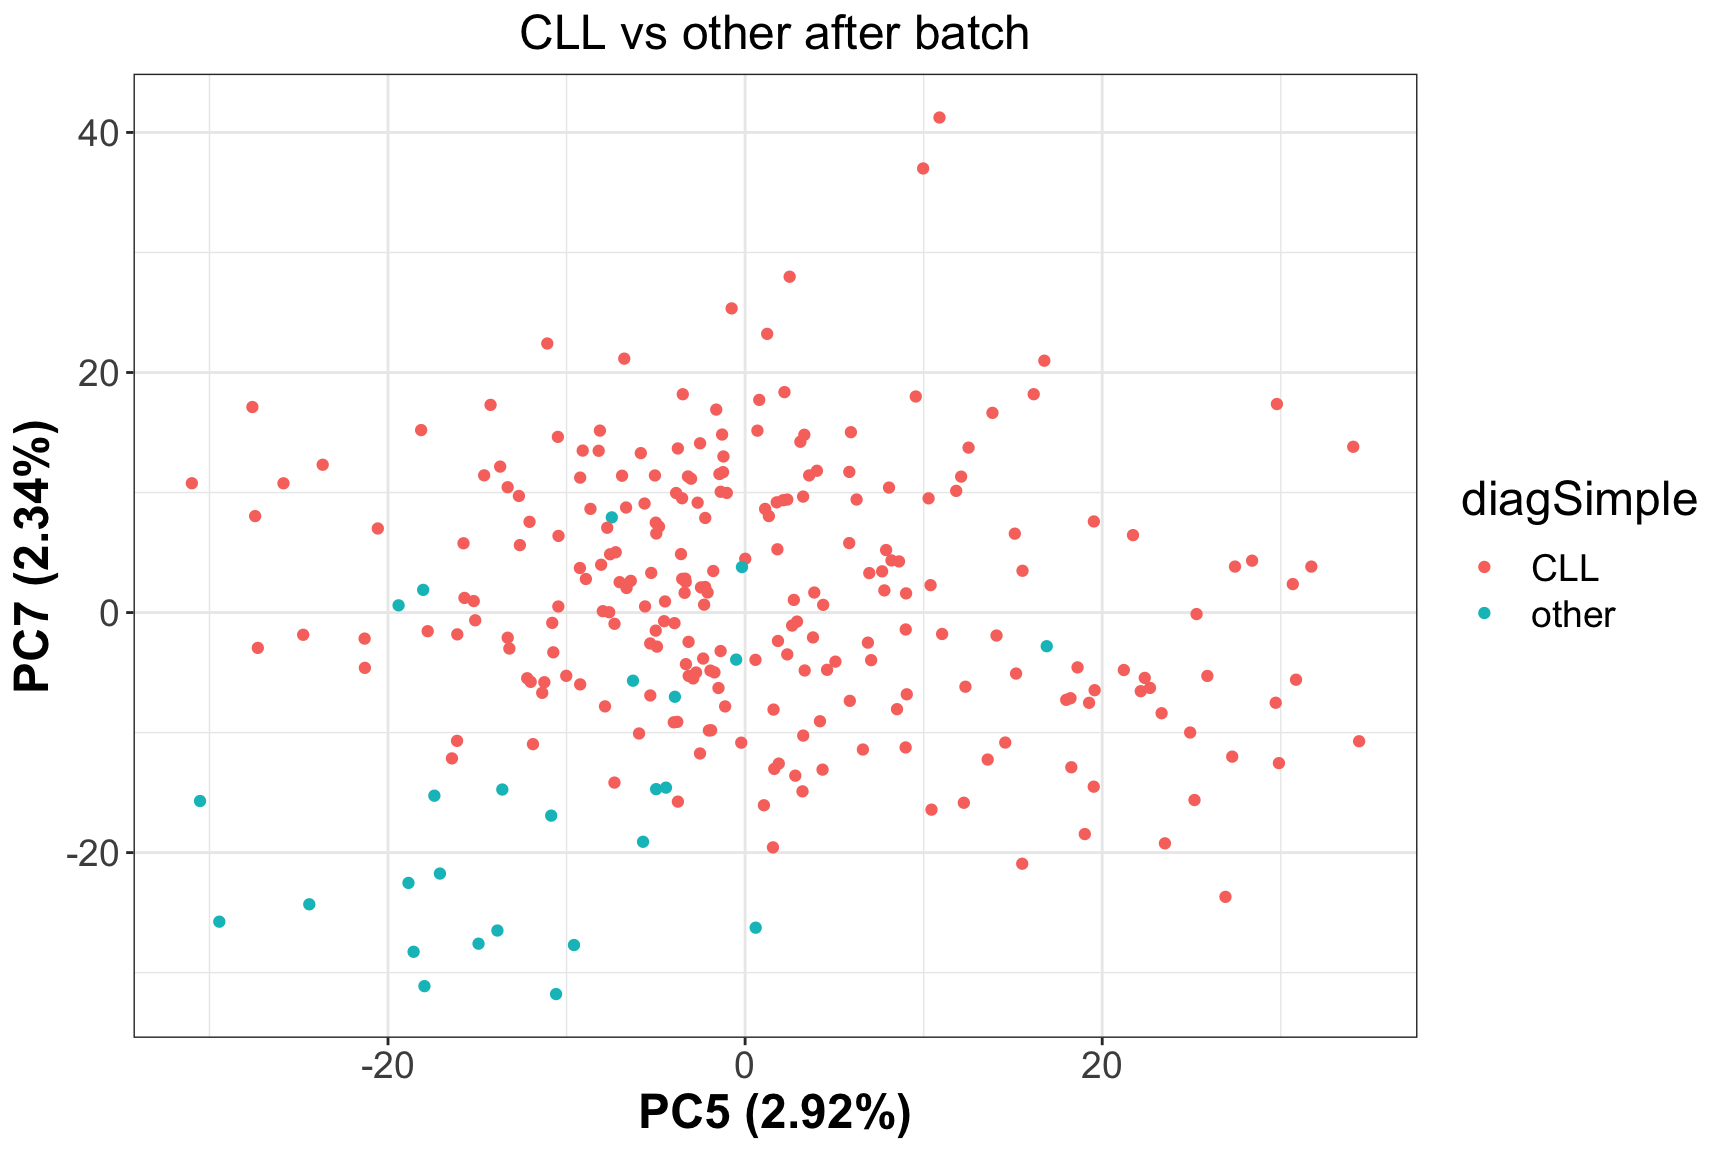 CLL vs other after batch
40
20
0
-20
PC7 (2.34%)
-20
0
20
PC5 (2.92%)
diagSimple
CLL
other